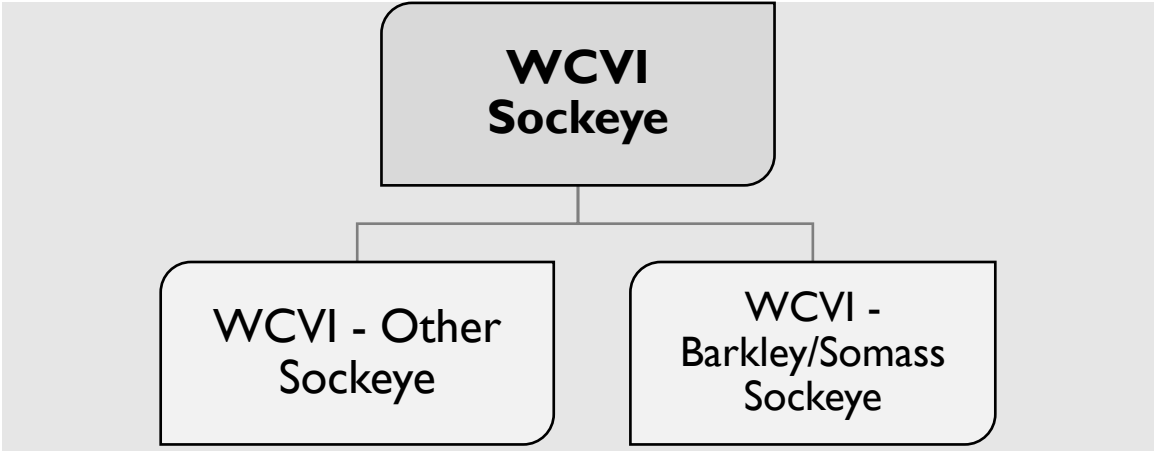 WCVI
Sockeye
WCVI - Other
Sockeye
WCVI -
Barkley/Somass
Sockeye